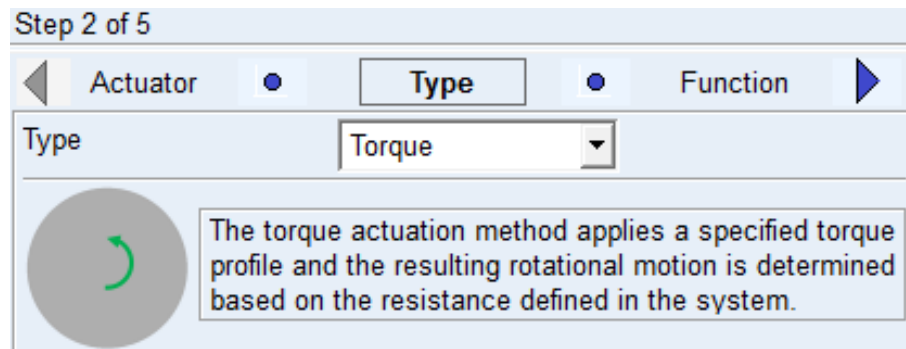 Step 2 of 5
Actuator Type Function
Type Torque
The torque actuation method applies a specified torque
profile and the resulting rotational motion is determined
based on the resistance defined in the system.